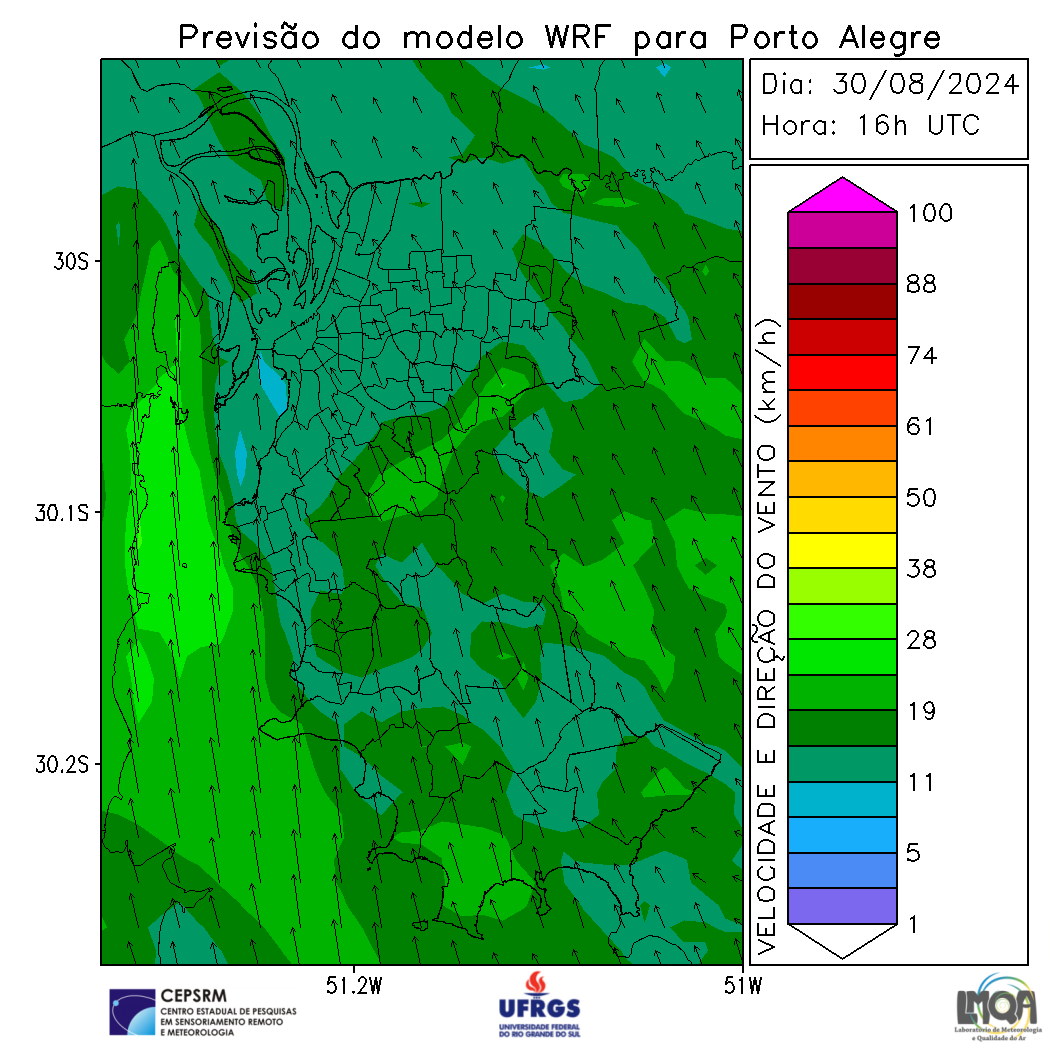 Previsão do modelo WRF para Porto Alegre
Dia: 30/08/2024
Hora: 16h UTC
30S
30.1S
30.2S
51.2W
51W
VELOCIDADE E DIREÇÃO DO VENTO (km/h)
100
88
74
61
50
38
28
19
11
5
1
CEPSRM
CENTRO ESTADUAL DE PESQUISAS
EM SENSORIAMENTO REMOTO
E METEOROLOGIA
UFRGS
UNIVERSIDADE FEDERAL
DO RIO GRANDE DO SUL
LMQA
Laboratório de Meteorologia
e Qualidade do Ar